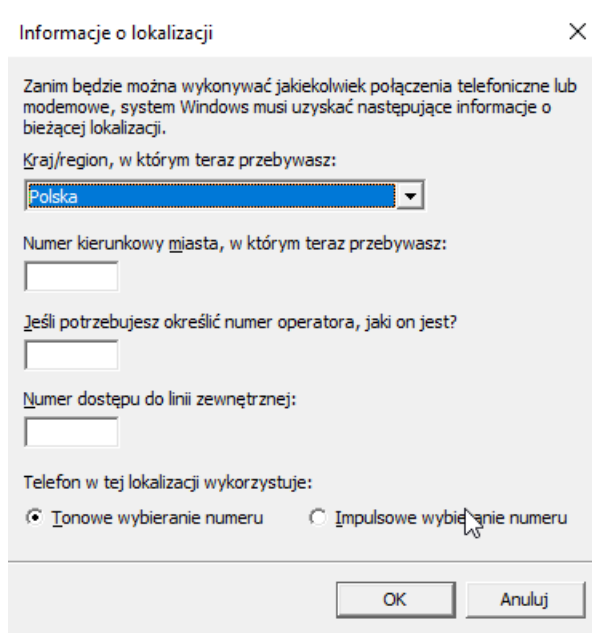 Informacje o lokalizacji
Zanim będzie można wykonywać jakiekolwiek połączenia telefoniczne lub
modemowe, system Windows musi uzyskać następujące informacje o
bieżącej lokalizacji.
Kraj/region, w którym teraz przebywasz:
Polska
Numer kierunkowy miasta, w którym teraz przebywasz:
Jeśli potrzebujesz określić numer operatora, jaki on jest?
Numer dostępu do linii zewnętrznej:
Telefon w tej lokalizacji wykorzystuje:
Tonowe wybieranie numeru Impulsowe wybieranie numeru
OK Anuluj